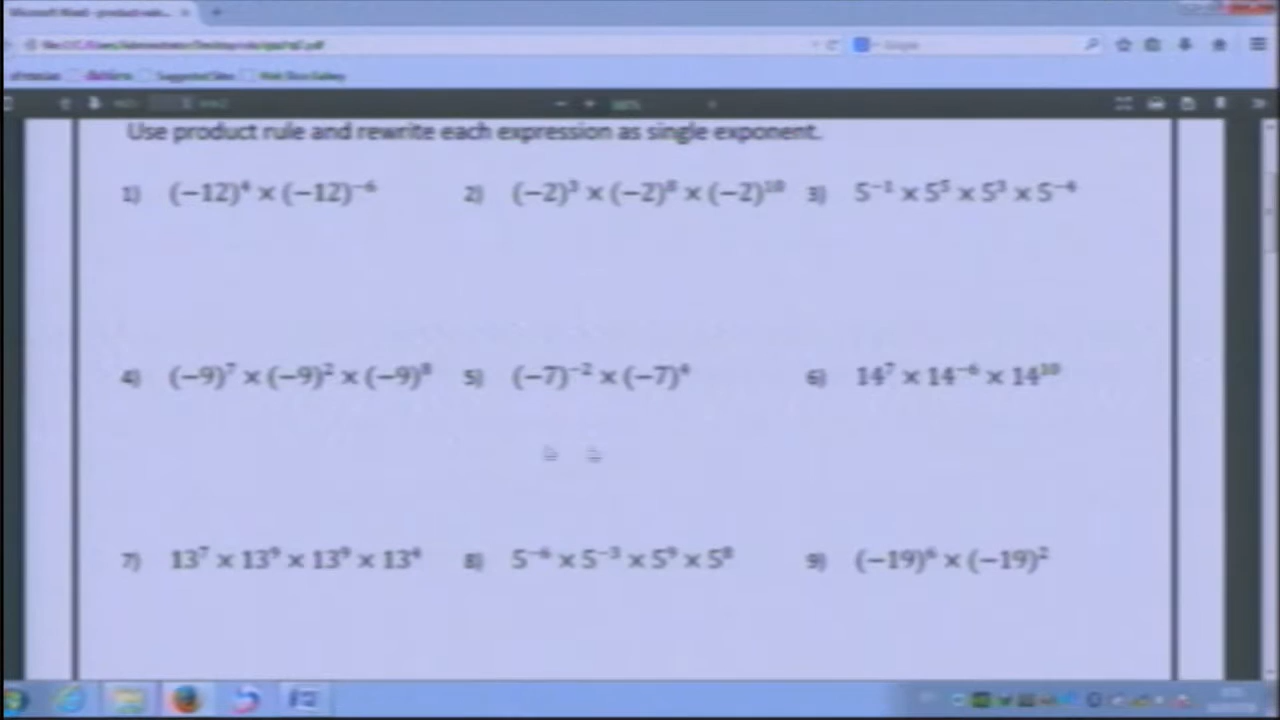 Use product rule and rewrite each expression as single exponent.
1) (−12)⁴ × (−12)⁻⁶ 2) (−2)³ × (−2)⁸ × (−2)¹⁰ 3) 5⁻¹ × 5⁵ × 5³ × 5⁻⁴
4) (−9)⁷ × (−9)² × (−9)⁸ 5) (−7)⁻² × (−7)⁴ 6) 14⁷ × 14⁻⁶ × 14¹⁰
7) 13⁷ × 13⁹ × 13⁹ × 13⁴ 8) 5⁻⁶ × 5⁻³ × 5⁹ × 5⁸ 9) (−19)⁶ × (−19)²